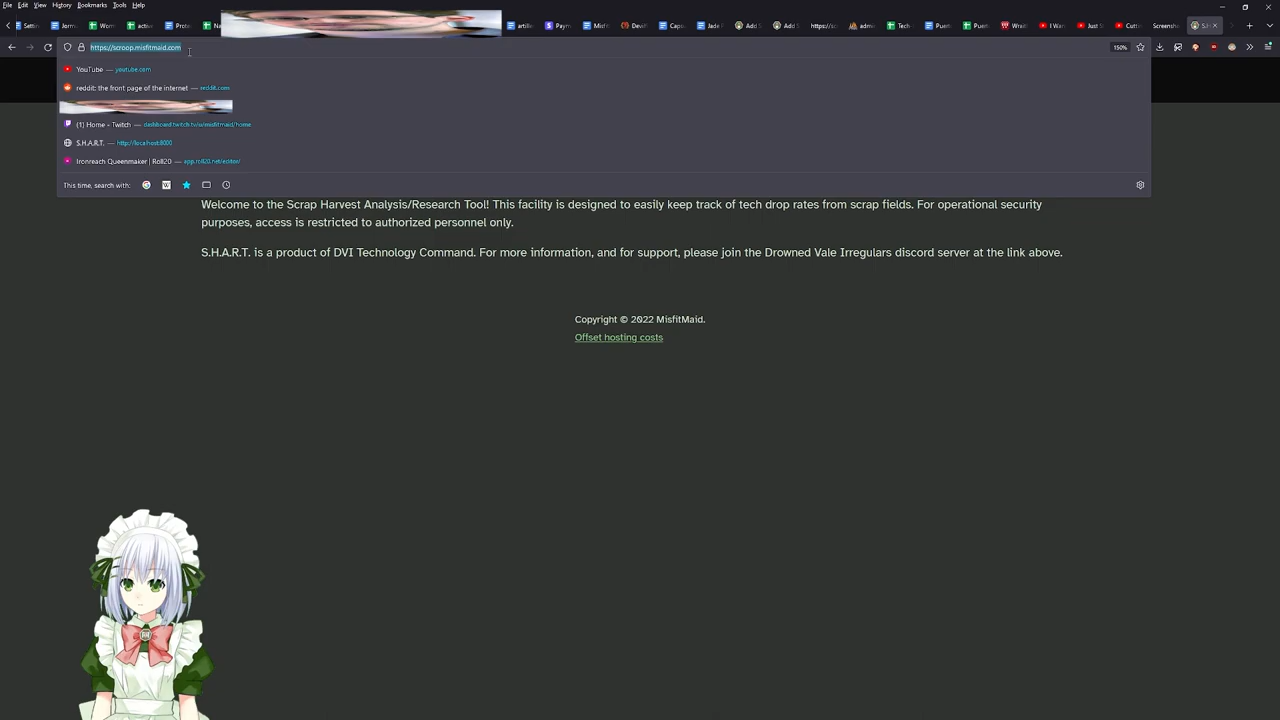 File Edit View History Bookmarks Tools Help
https://scroop.misfitmaid.com
150%
YouTube — youtube.com
reddit: the front page of the internet — reddit.com
(1) Home - Twitch — dashboard.twitch.tv/u/misfitmaid/home
S.H.A.R.T. — http://localhost:8000
Ironreach Queenmaker | Roll20 — app.roll20.net/editor/
This time, search with:
Welcome to the Scrap Harvest Analysis/Research Tool! This facility is designed to easily keep track of tech drop rates from scrap fields. For operational security
purposes, access is restricted to authorized personnel only.
S.H.A.R.T. is a product of DVI Technology Command. For more information, and for support, please join the Drowned Vale Irregulars discord server at the link above.
Copyright © 2022 MisfitMaid.
Offset hosting costs